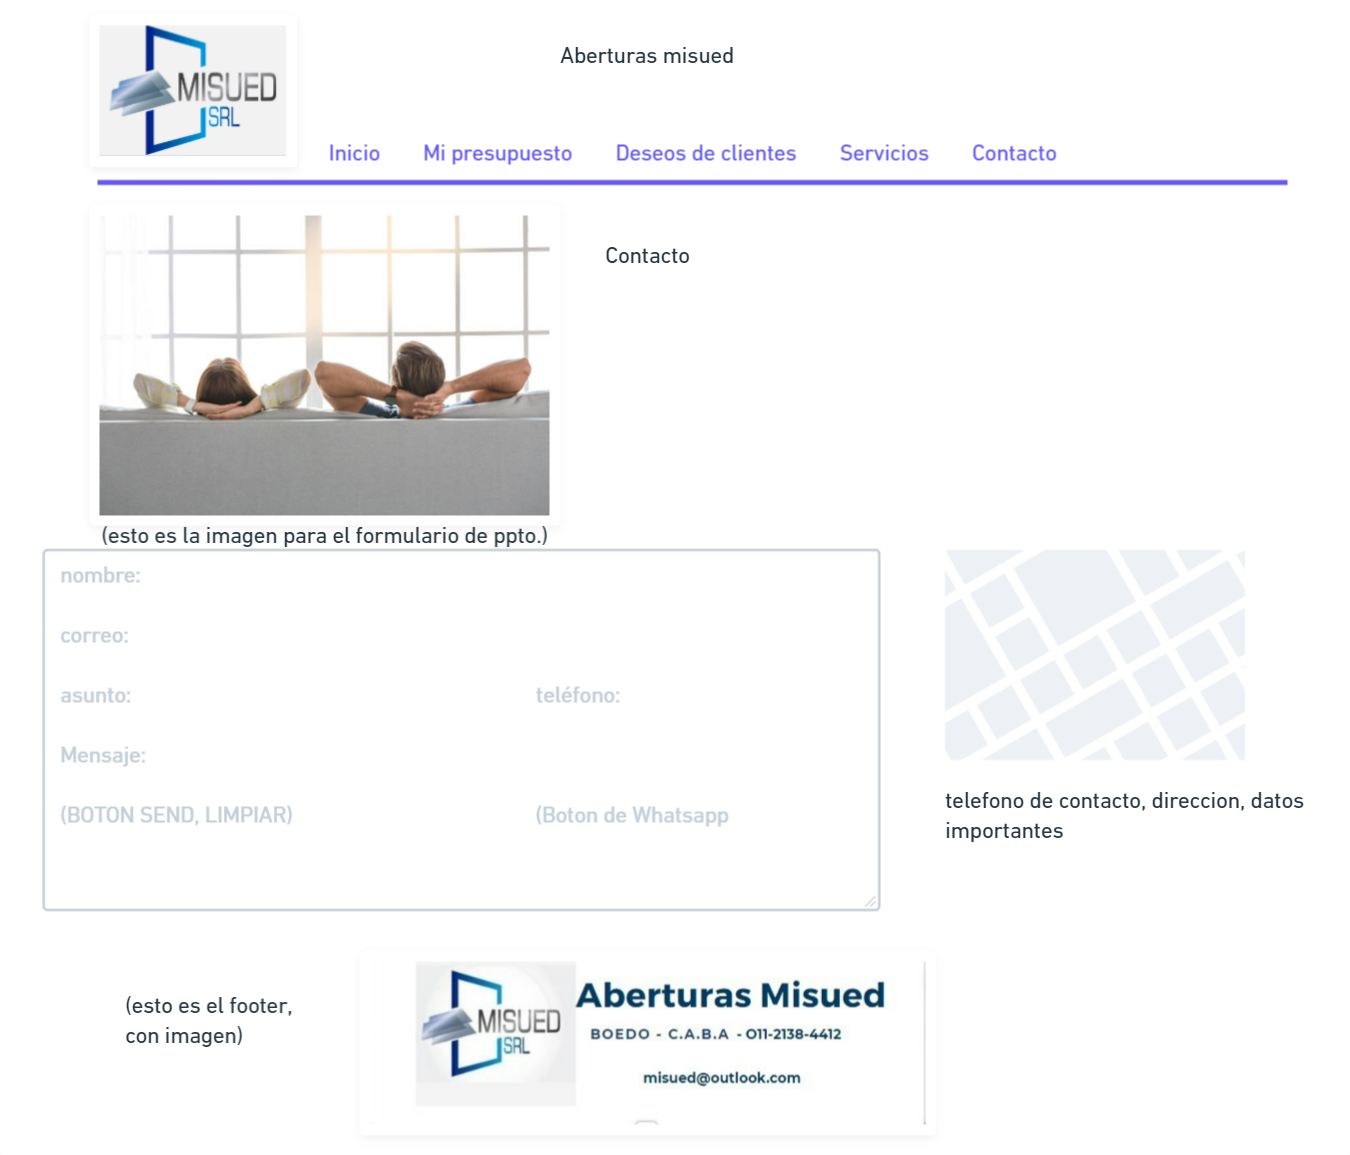 MISUED
SRL
Aberturas misued
Inicio Mi presupuesto Deseos de clientes Servicios Contacto
Contacto
(esto es la imagen para el formulario de ppto.)
nombre:
correo:
asunto: teléfono:
Mensaje:
(BOTON SEND, LIMPIAR) (Boton de Whatsapp
telefono de contacto, direccion, datos
importantes
(esto es el footer,
con imagen)
MISUED
SRL
Aberturas Misued
BOEDO - C.A.B.A - 011-2138-4412
misued@outlook.com